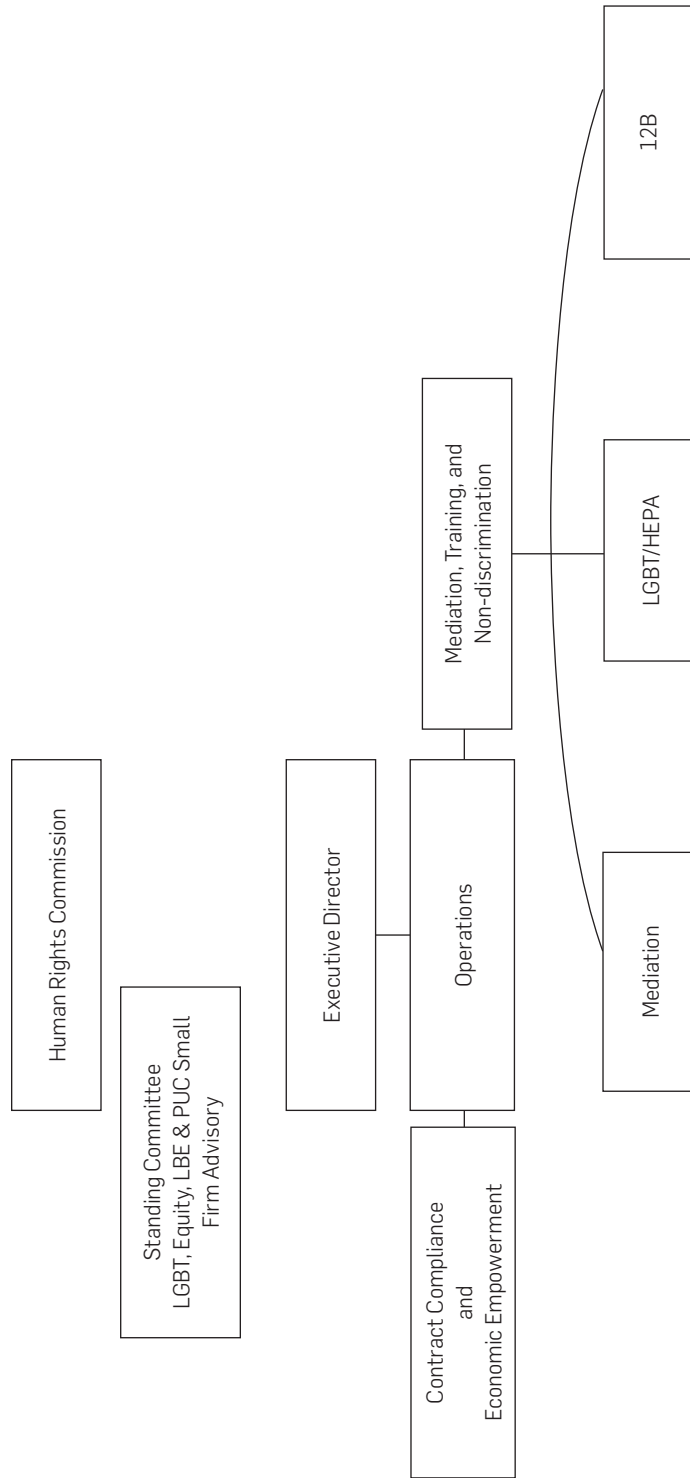 Human Rights Commission
Standing Committee
LGBT, Equity, LBE & PUC Small
Firm Advisory
Executive Director
Contract Compliance
and
Economic Empowerment
Operations
Mediation, Training, and
Non-discrimination
Mediation
LGBT/HEPA
12B